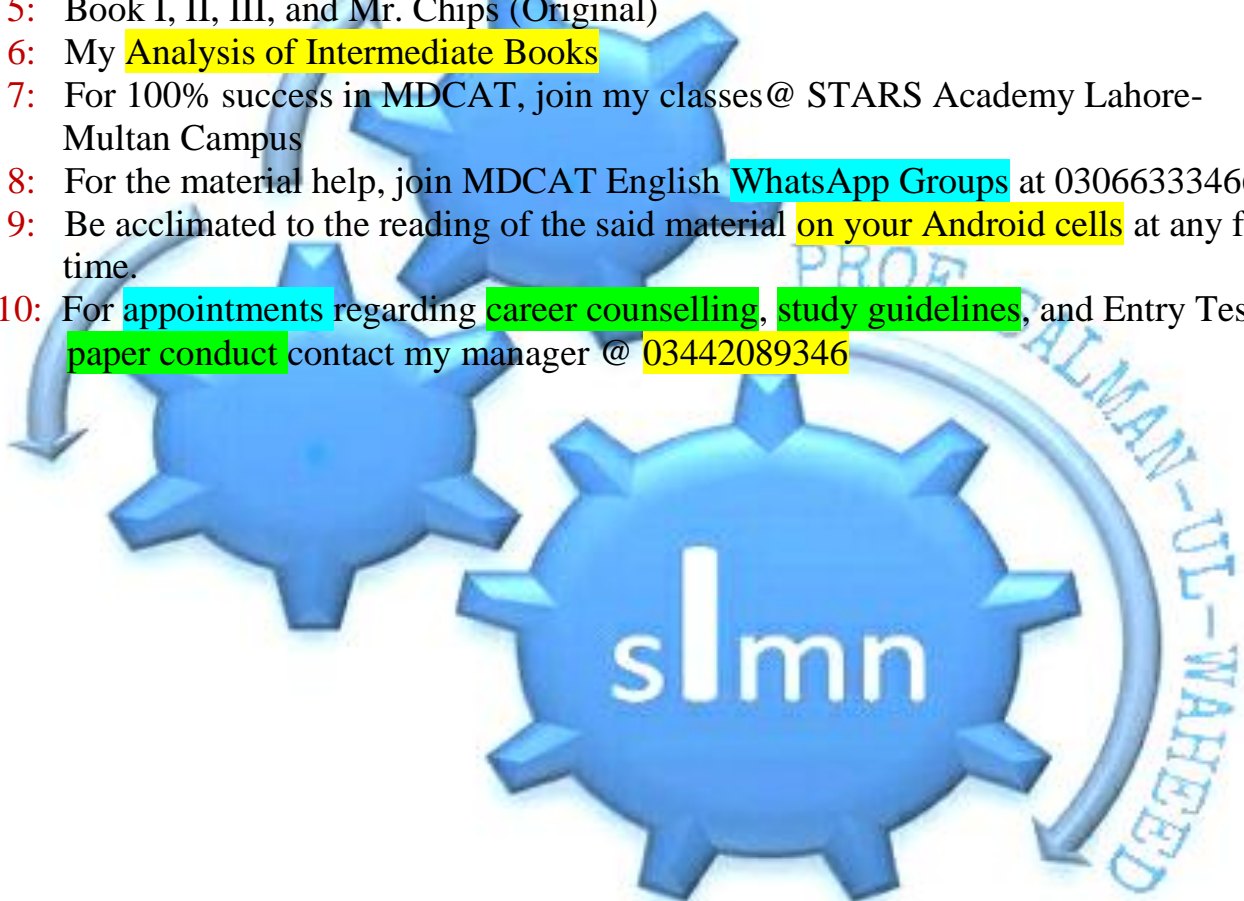 5: Book I, II, III, and Mr. Chips (Original)
6: My Analysis of Intermediate Books
7: For 100% success in MDCAT, join my classes@ STARS Academy Lahore-
Multan Campus
8: For the material help, join MDCAT English WhatsApp Groups at 0306633346
9: Be acclimated to the reading of the said material on your Android cells at any f
time.
10: For appointments regarding career counselling, study guidelines, and Entry Tes
paper conduct contact my manager @ 03442089346
PROF SALMAN-UL-WAHEED
slmn